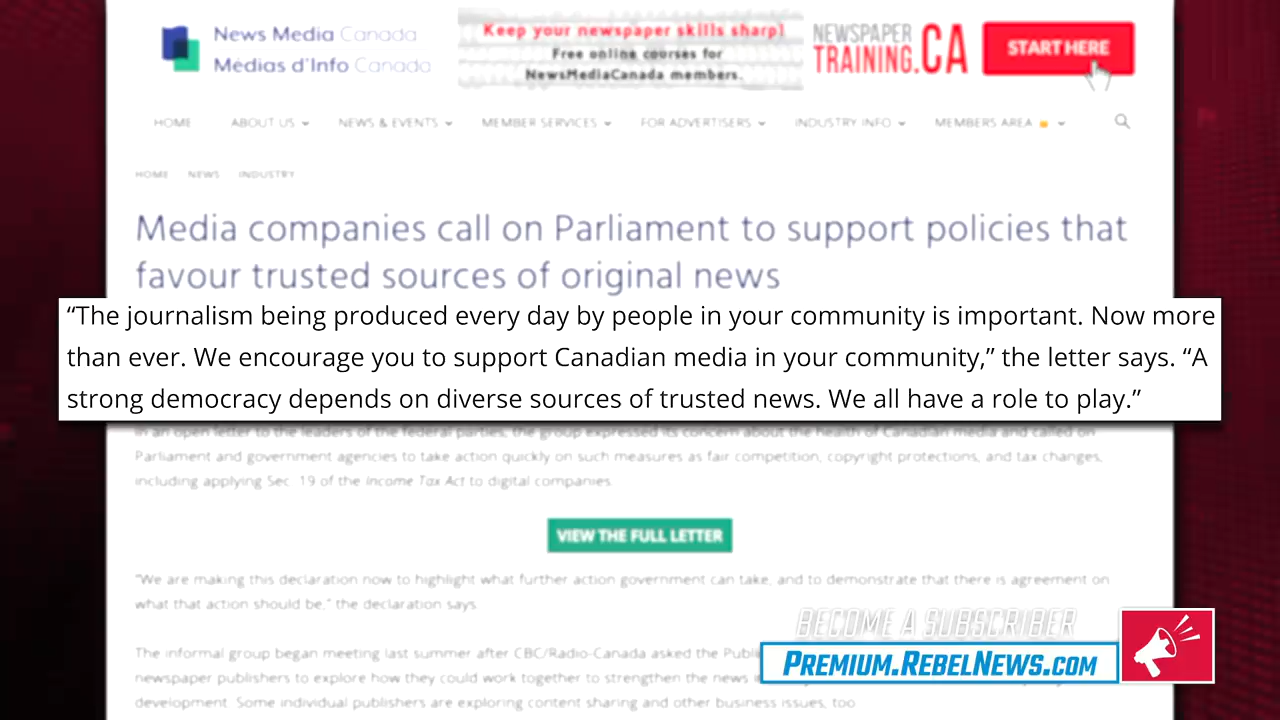 News Media Canada
Médias d'Info Canada
Keep your newspaper skills sharp!
Free online courses for
NewsMediaCanada members.
NEWSPAPER
TRAINING.CA
START HERE
HOME ABOUT US NEWS & EVENTS MEMBER SERVICES FOR ADVERTISERS INDUSTRY INFO MEMBERS AREA
HOME NEWS INDUSTRY
Media companies call on Parliament to support policies that
favour trusted sources of original news
“The journalism being produced every day by people in your community is important. Now more
than ever. We encourage you to support Canadian media in your community,” the letter says. “A
strong democracy depends on diverse sources of trusted news. We all have a role to play.”
In an open letter to the leaders of the federal parties, the group expressed its concern about the health of Canadian media and called on
Parliament and government agencies to take action quickly on such measures as fair competition, copyright protections, and tax changes,
including applying Sec. 19 of the Income Tax Act to digital companies.
VIEW THE FULL LETTER
“We are making this declaration now to highlight what further action government can take, and to demonstrate that there is agreement on
what that action should be,” the declaration says.
The informal group began meeting last summer after CBC/Radio-Canada asked the
newspaper publishers to explore how they could work together to strengthen the news
development. Some individual publishers are exploring content sharing and other business issues, too
BECOME A SUBSCRIBER
PREMIUM.REBELNEWS.COM